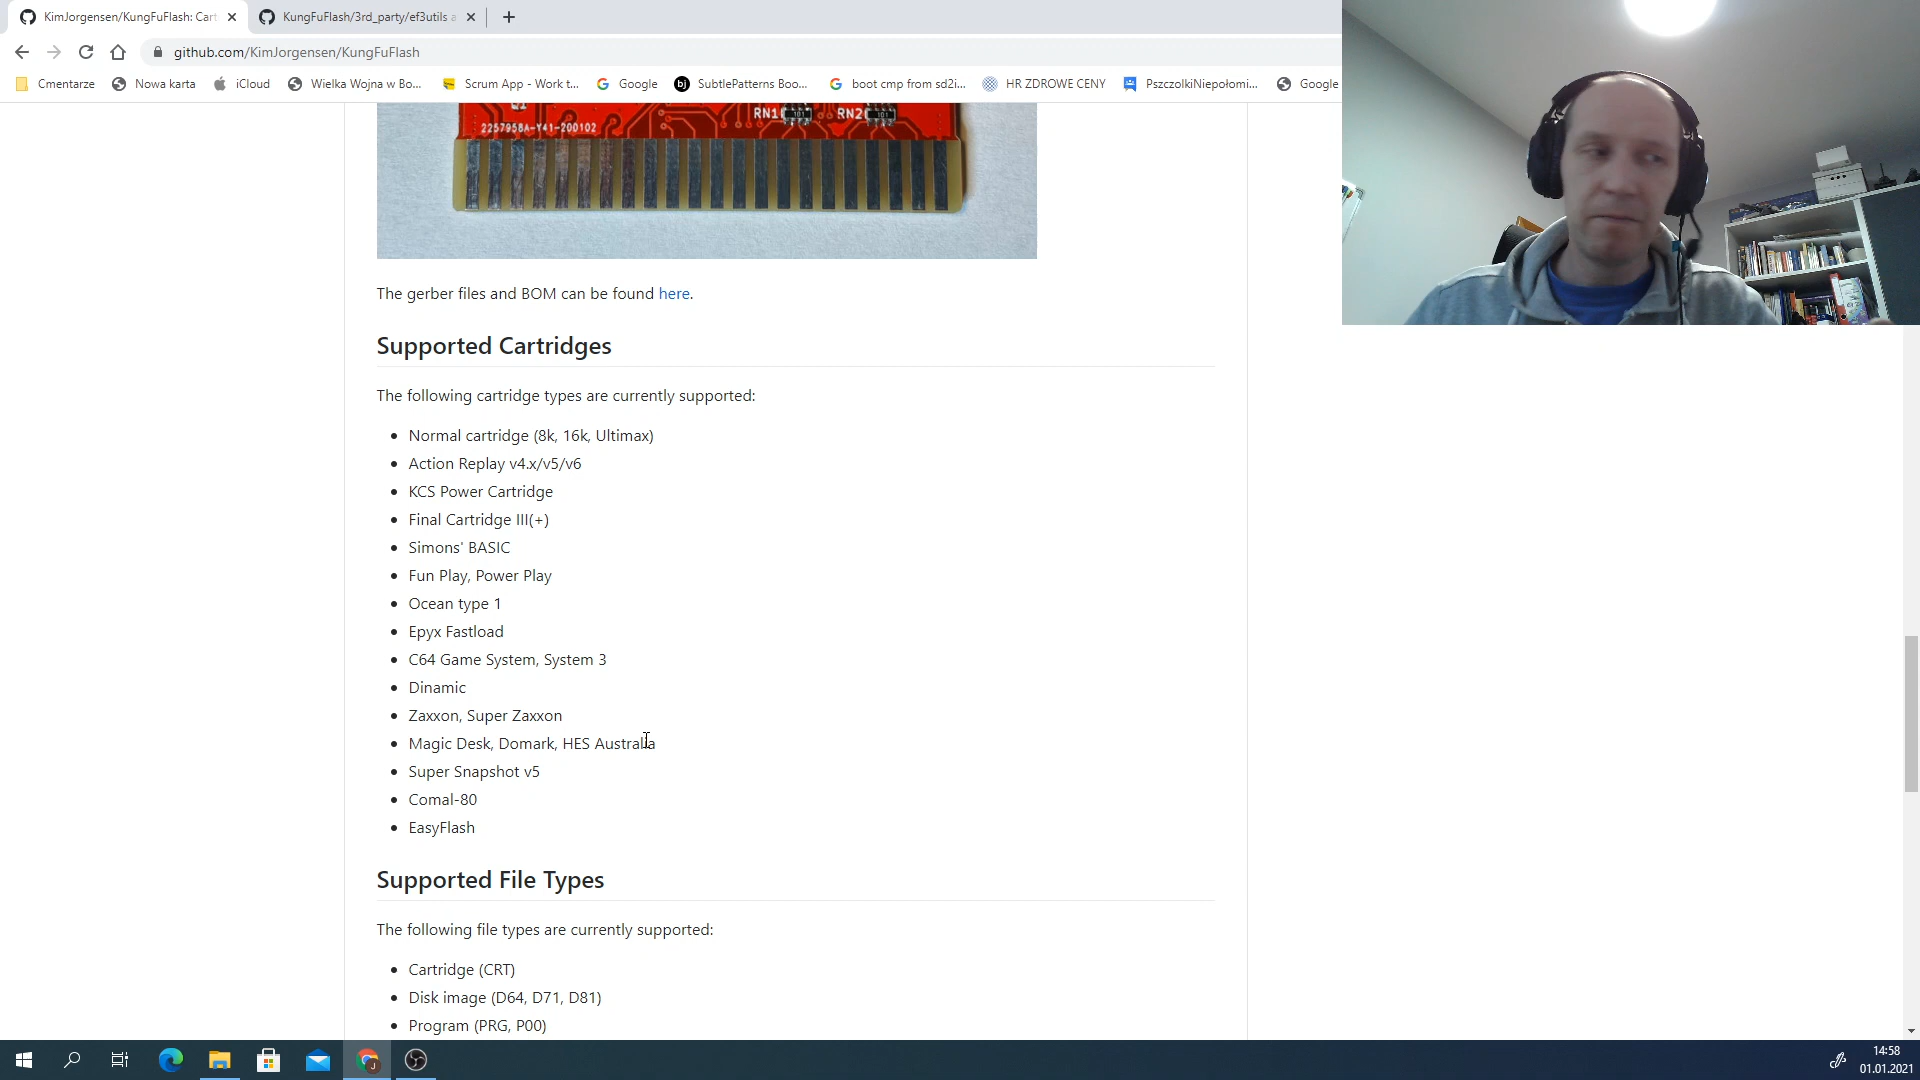 KimJorgensen/KungFuFlash: Cart
KungFuFlash/3rd_party/ef3utils a
github.com/KimJorgensen/KungFuFlash
Cmentarze
Nowa karta
iCloud
Wielka Wojna w Bo...
Scrum App - Work t...
Google
bj
SubtlePatterns Boo...
boot cmp from sd2i...
HR ZDROWE CENY
PszczolkiNiepołomi...
Google
RN1 RN2
2257958A-Y41-200102
The gerber files and BOM can be found here.
Supported Cartridges
The following cartridge types are currently supported:
Normal cartridge (8k, 16k, Ultimax)
Action Replay v4.x/v5/v6
KCS Power Cartridge
Final Cartridge III(+)
Simons' BASIC
Fun Play, Power Play
Ocean type 1
Epyx Fastload
C64 Game System, System 3
Dinamic
Zaxxon, Super Zaxxon
Magic Desk, Domark, HES Australia
Super Snapshot v5
Comal-80
EasyFlash
Supported File Types
The following file types are currently supported:
Cartridge (CRT)
Disk image (D64, D71, D81)
Program (PRG, P00)
J
14:58
01.01.2021